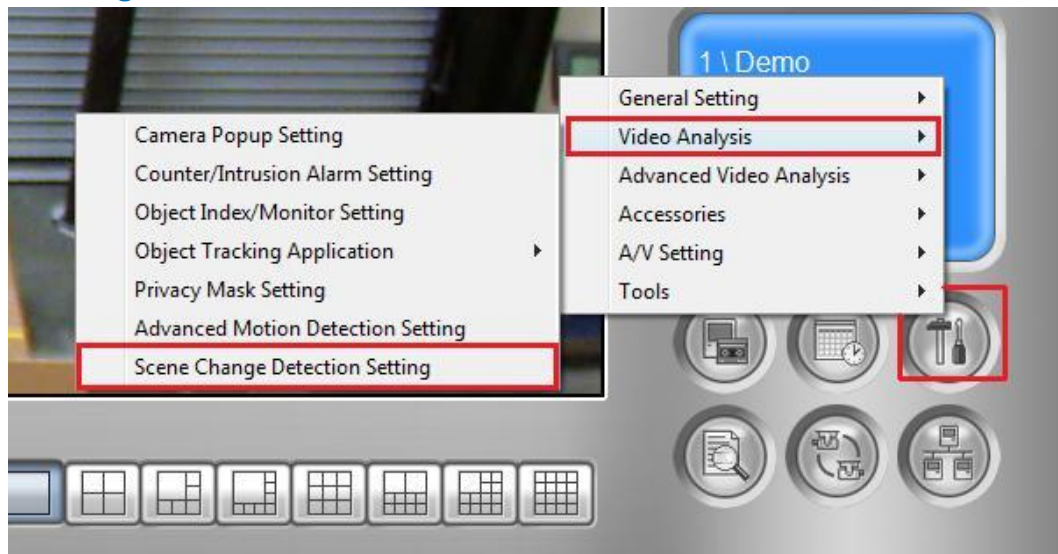 1 \ Demo
General Setting
Video Analysis
Advanced Video Analysis
Accessories
A/V Setting
Tools
Camera Popup Setting
Counter/Intrusion Alarm Setting
Object Index/Monitor Setting
Object Tracking Application
Privacy Mask Setting
Advanced Motion Detection Setting
Scene Change Detection Setting